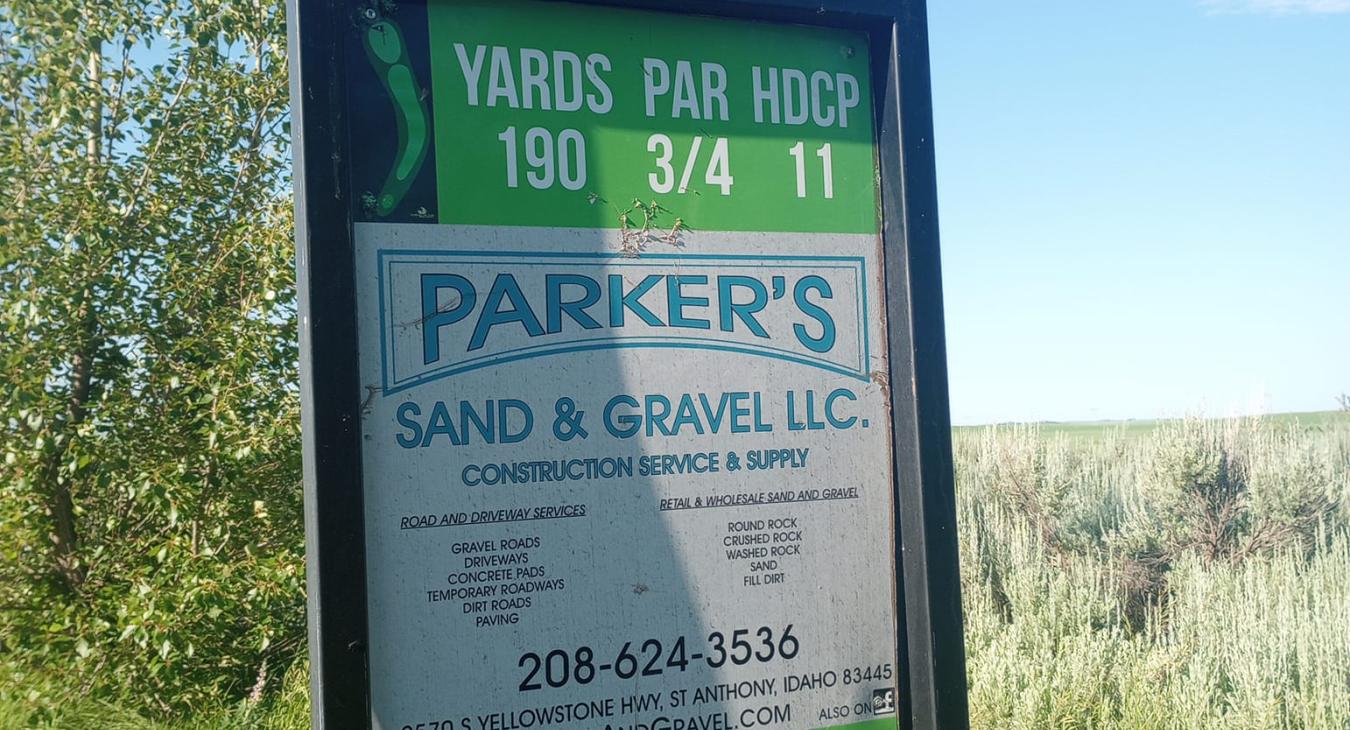 YARDS PAR HDCP
190 3/4 11
PARKER'S
SAND & GRAVEL LLC.
CONSTRUCTION SERVICE & SUPPLY
ROAD AND DRIVEWAY SERVICES
GRAVEL ROADS
DRIVEWAYS
CONCRETE PADS
TEMPORARY ROADWAYS
DIRT ROADS
PAVING
RETAIL & WHOLESALE SAND AND GRAVEL
ROUND ROCK
CRUSHED ROCK
WASHED ROCK
SAND
FILL DIRT
208-624-3536
S YELLOWSTONE HWY, ST ANTHONY, IDAHO 83445
ANDGRAVEL.COM
ALSO ON f